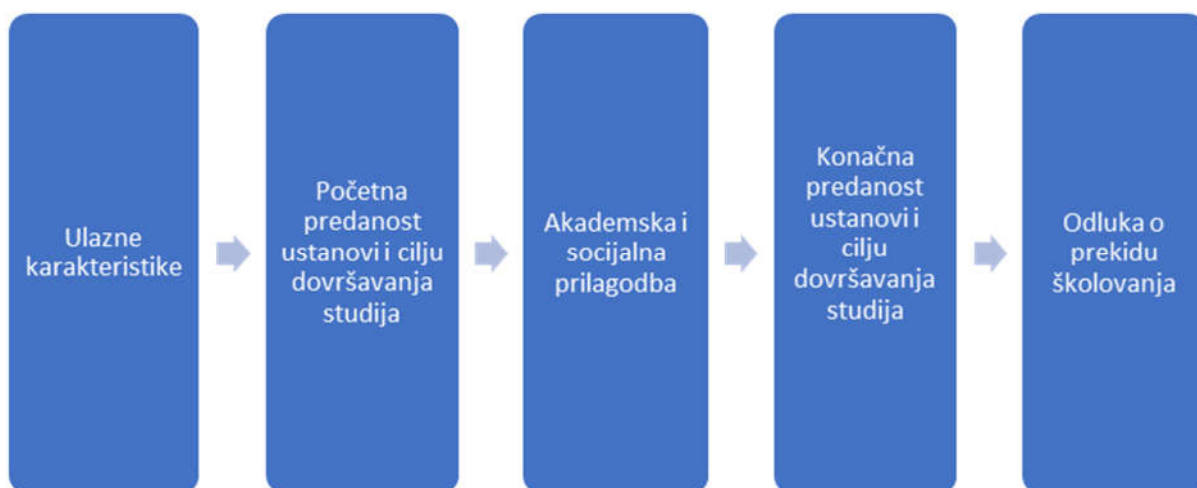 Ulazne
karakteristike
Početna
predanost
ustanovi i cilju
dovršavanja
studija
Akademska i
socijalna
prilagodba
Konačna
predanost
ustanovi i
cilju
dovršavanja
studija
Odluka o
prekidu
školovanja